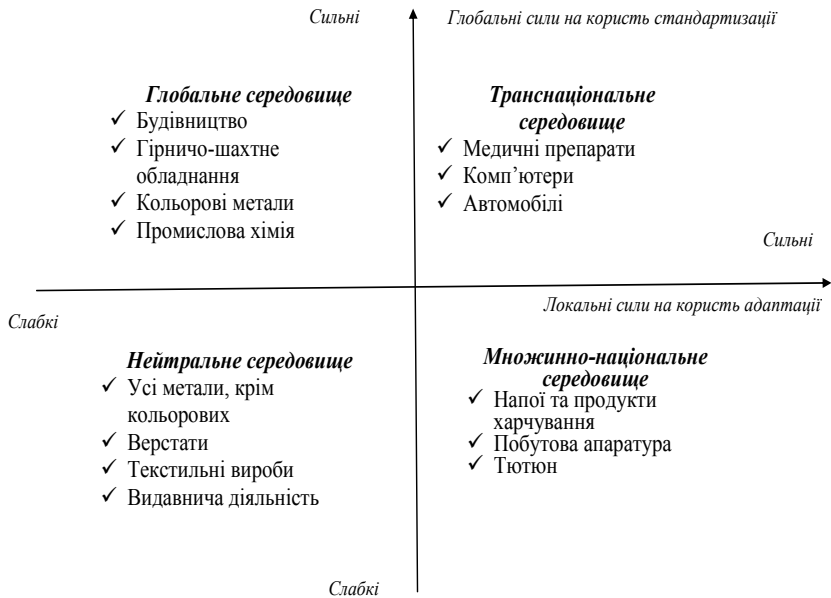 Сильні
Глобальні сили на користь стандартизації
Глобальне середовище
✓ Будівництво
✓ Гірничо-шахтне
обладнання
✓ Кольорові метали
✓ Промислова хімія
Транснаціональне
середовище
✓ Медичні препарати
✓ Комп’ютери
✓ Автомобілі
Сильні
Слабкі
Локальні сили на користь адаптації
Нейтральне середовище
✓ Усі метали, крім
кольорових
✓ Верстати
✓ Текстильні вироби
✓ Видавнича діяльність
Множинно-національне
середовище
✓ Напої та продукти
харчування
✓ Побутова апаратура
✓ Тютюн
Слабкі